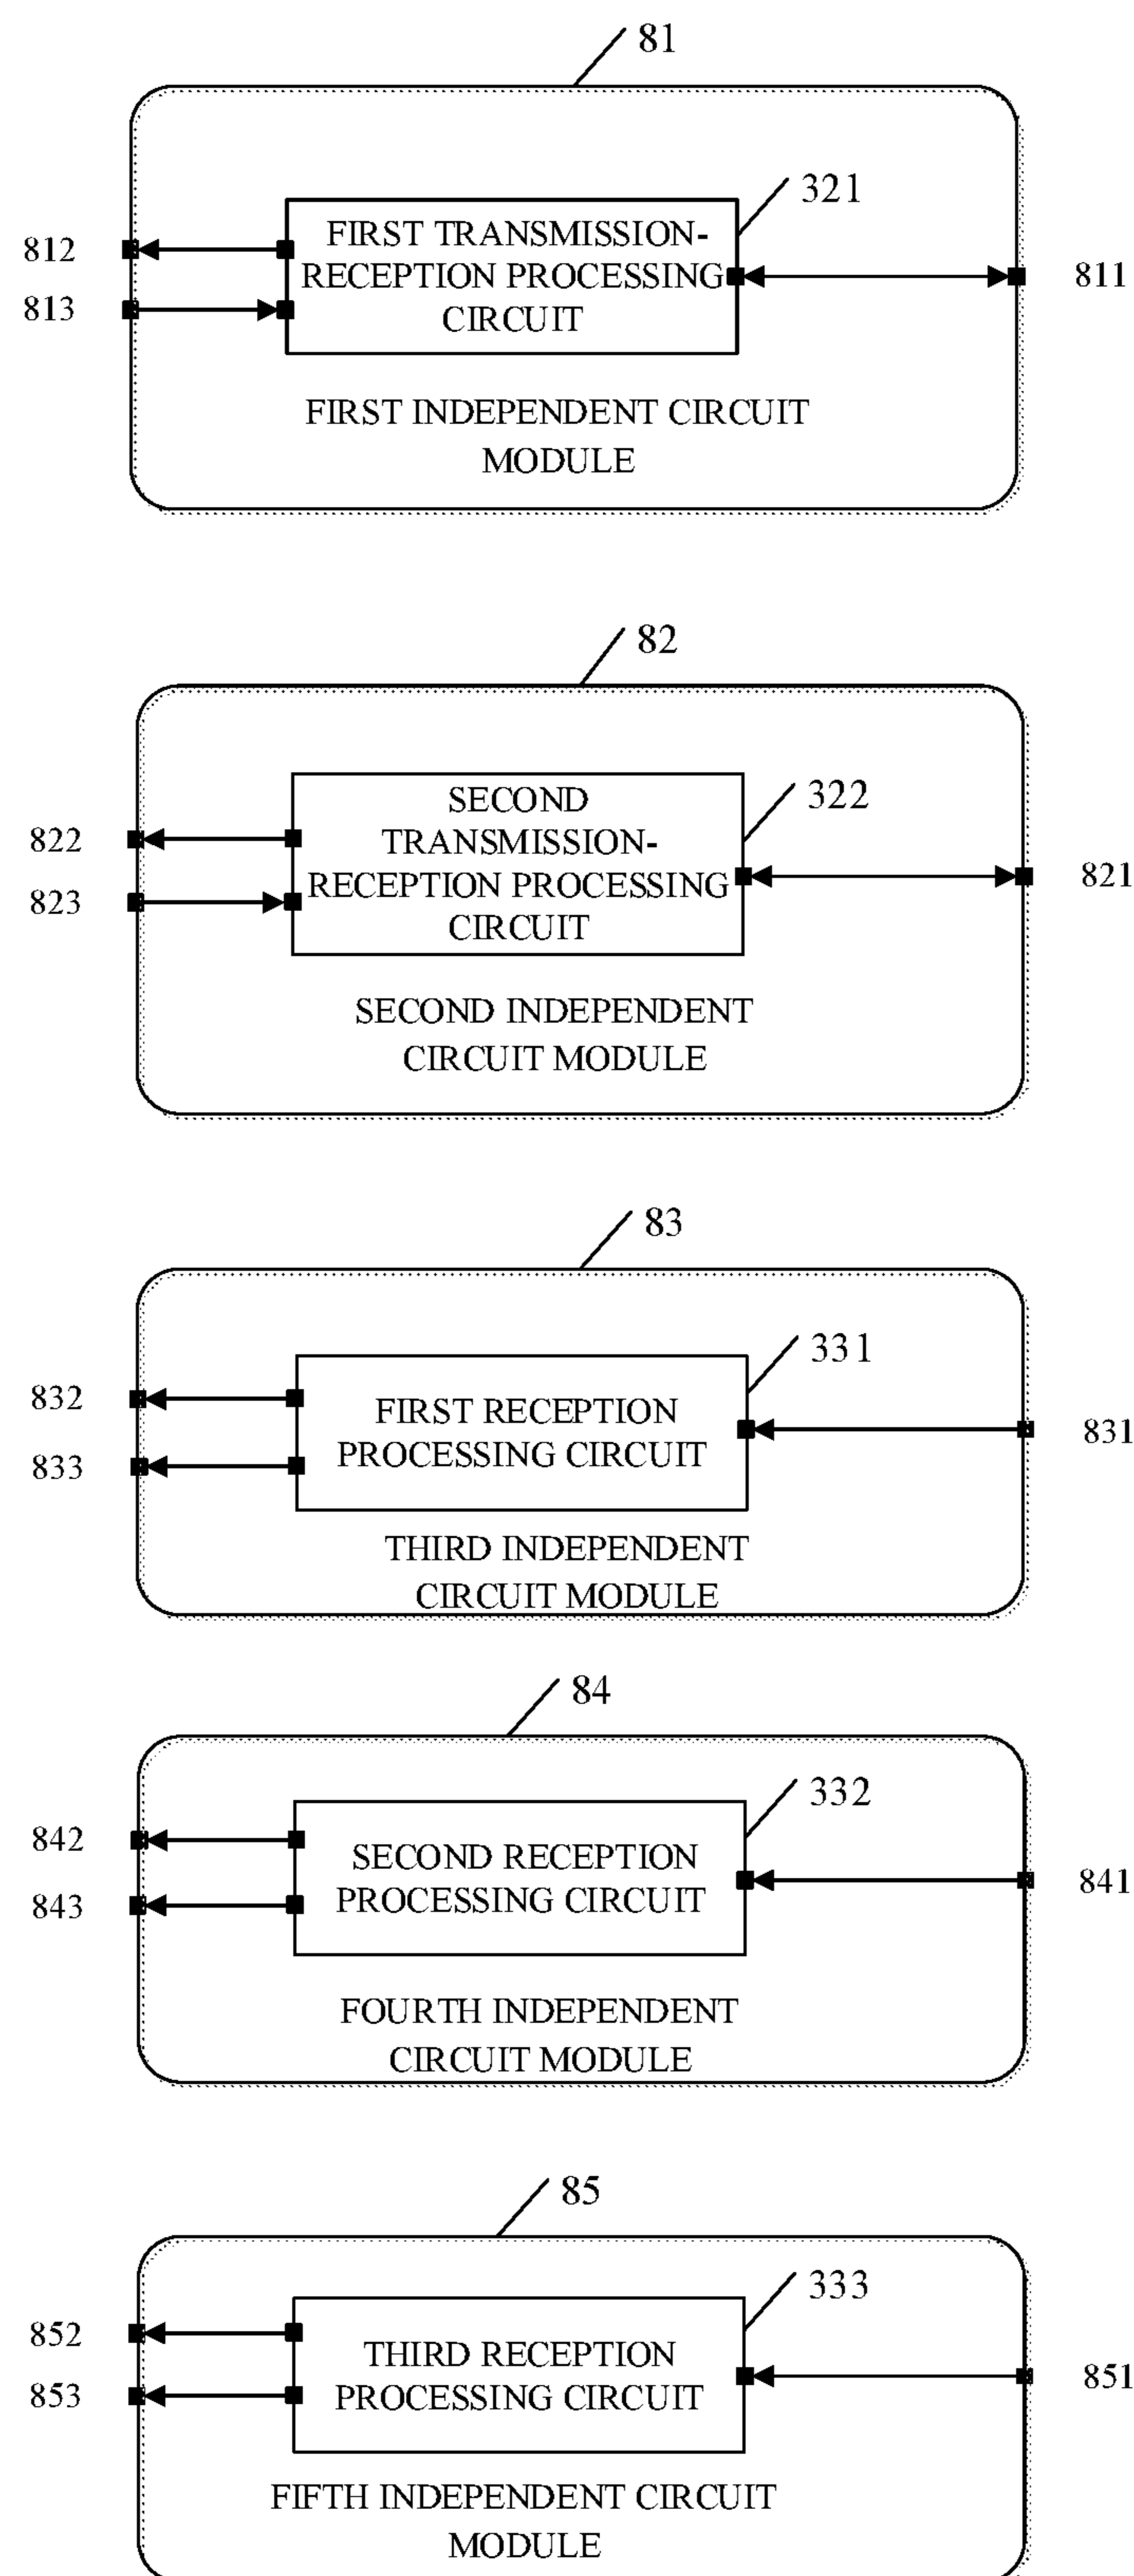 81
321
812
FIRST TRANSMISSION-
RECEPTION PROCESSING
CIRCUIT
811
813
FIRST INDEPENDENT CIRCUIT
MODULE
82
322
SECOND
TRANSMISSION-
RECEPTION PROCESSING
CIRCUIT
822
823
821
SECOND INDEPENDENT
CIRCUIT MODULE
83
331
832
833
FIRST RECEPTION
PROCESSING CIRCUIT
831
THIRD INDEPENDENT
CIRCUIT MODULE
84
332
842
843
SECOND RECEPTION
PROCESSING CIRCUIT
841
FOURTH INDEPENDENT
CIRCUIT MODULE
85
333
852
853
THIRD RECEPTION
PROCESSING CIRCUIT
851
FIFTH INDEPENDENT CIRCUIT
MODULE